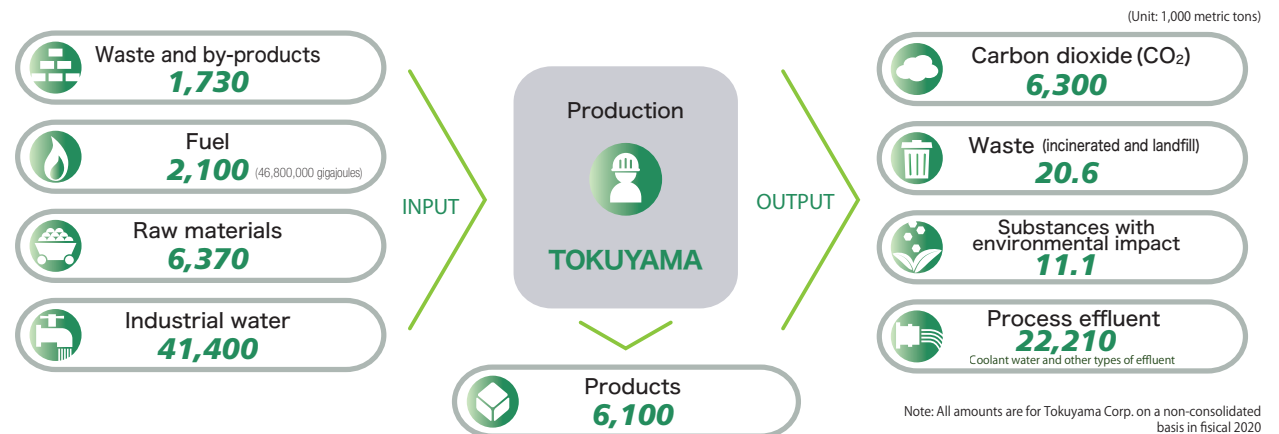 (Unit: 1,000 metric tons)
Waste and by-products
1,730
Fuel
2,100 (46,800,000 gigajoules)
Raw materials
6,370
Industrial water
41,400
INPUT
Production
TOKUYAMA
Products
6,100
OUTPUT
Carbon dioxide (CO₂)
6,300
Waste (incinerated and landfill)
20.6
Substances with
environmental impact
11.1
Process effluent
22,210
Coolant water and other types of effluent
Note: All amounts are for Tokuyama Corp. on a non-consolidated
basis in fisical 2020